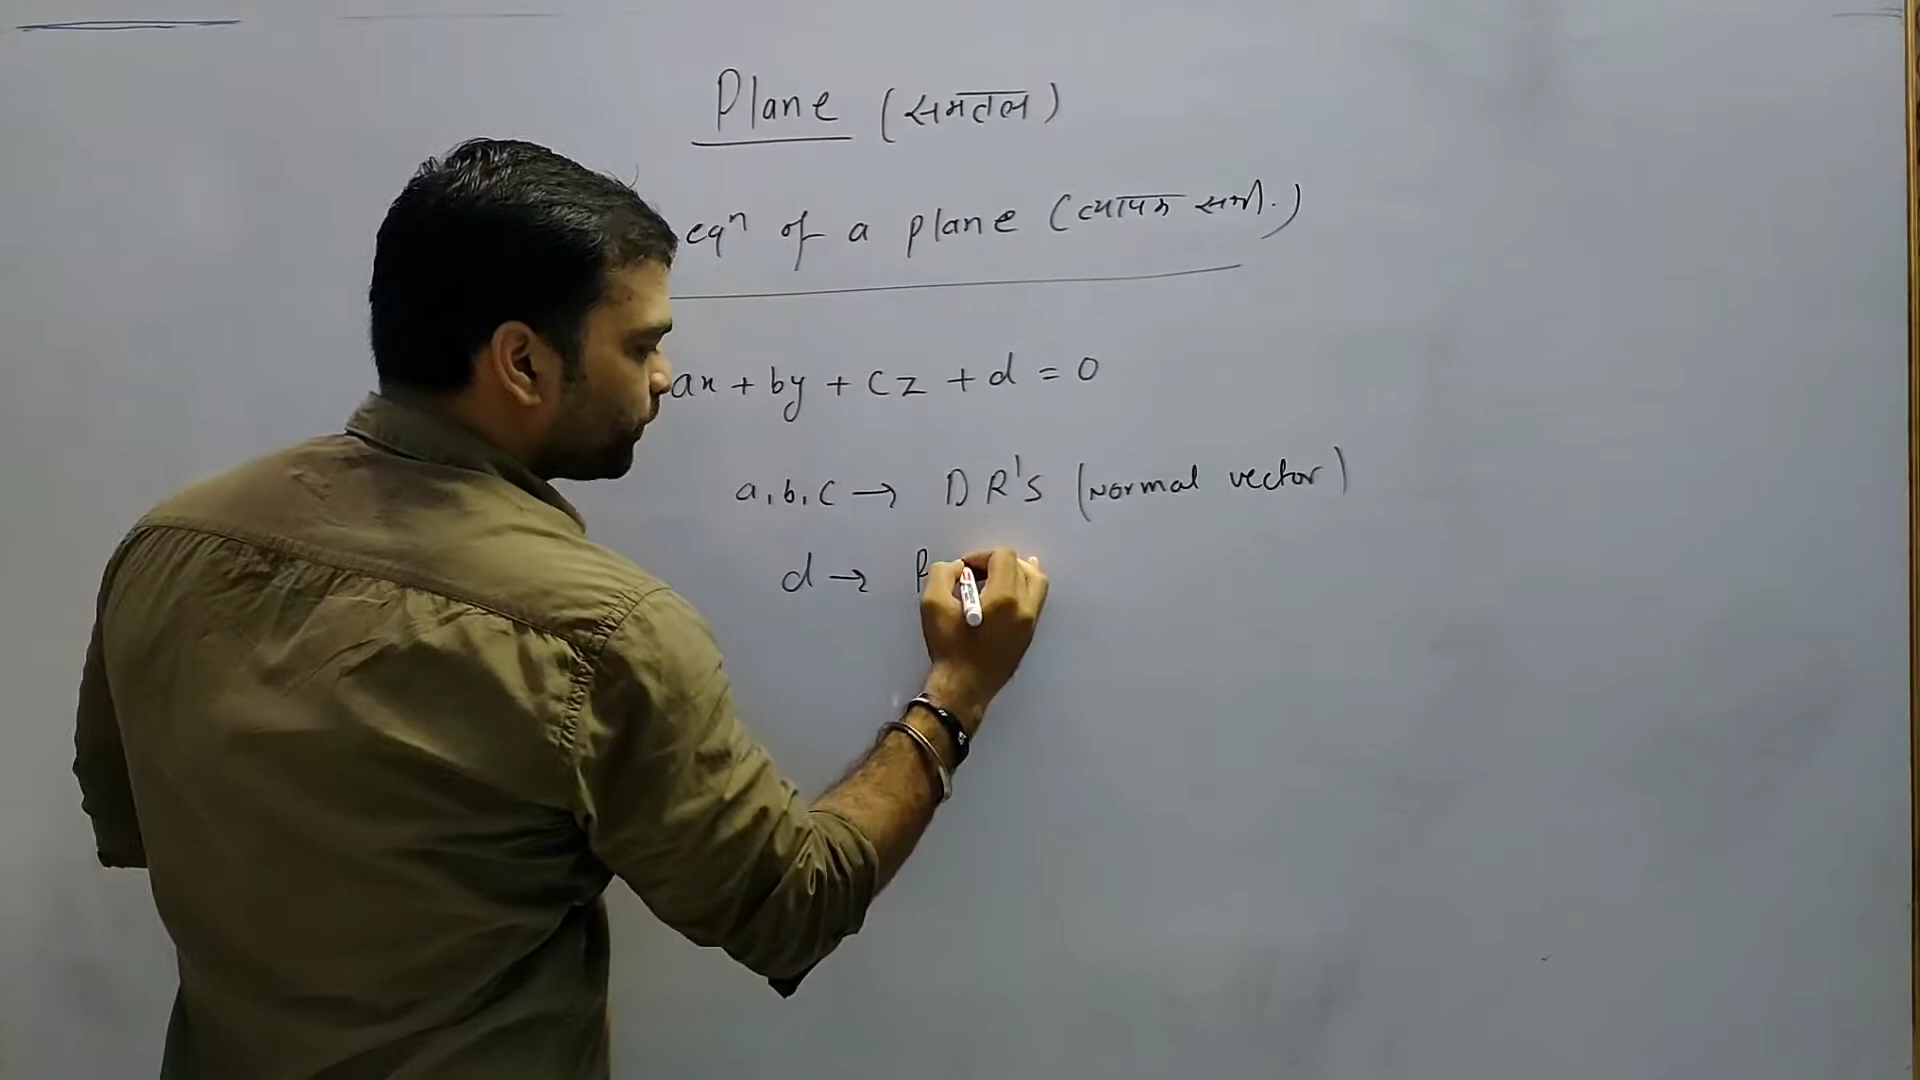 Plane (समतल)
eqⁿ of a plane (व्यापक समी.)
ax + by + cz + d = 0
a, b, c → DR's (Normal vector)
d →